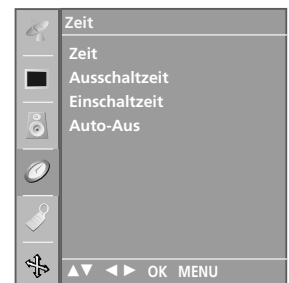 Zeit
Zeit
Ausschaltzeit
Einschaltzeit
Auto-Aus
▲▼ ◄► OK MENU